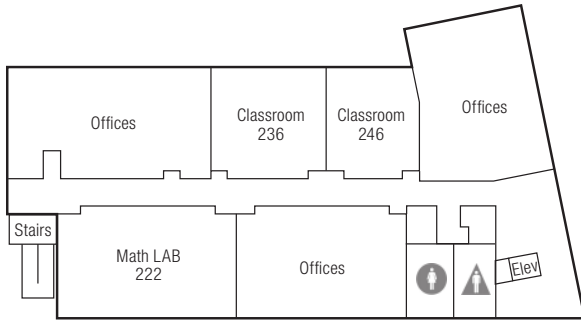 Offices
Classroom
236
Classroom
246
Offices
Stairs
Math LAB
222
Offices
Elev